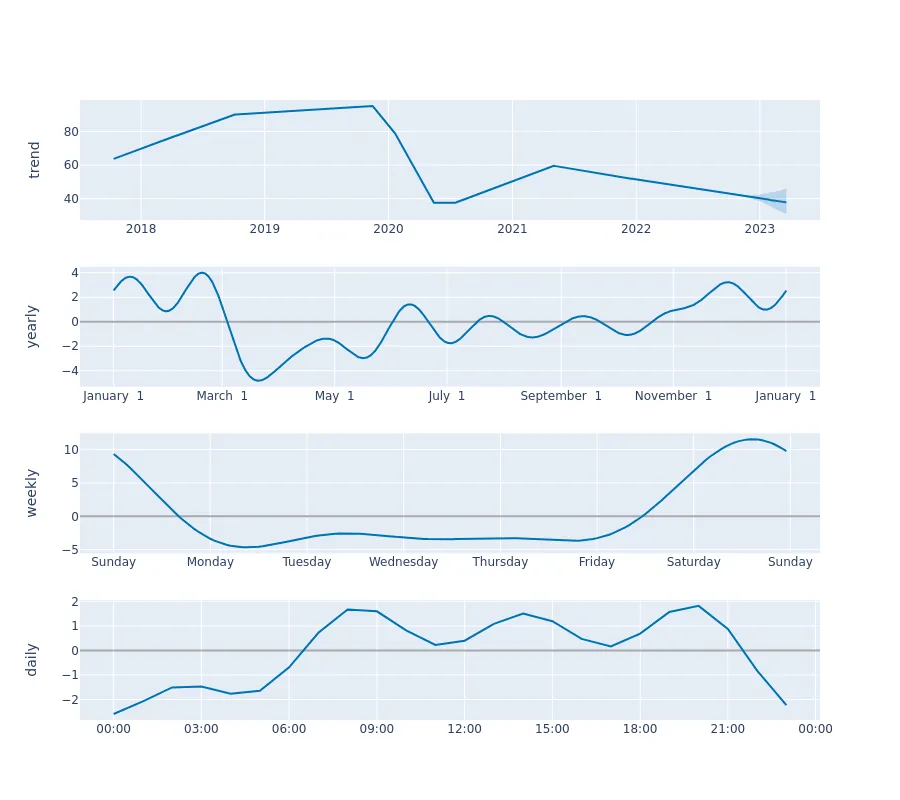 trend
80
60
40
2018 2019 2020 2021 2022 2023
yearly
4
2
0
−2
−4
January 1 March 1 May 1 July 1 September 1 November 1 January 1
weekly
10
5
0
−5
Sunday Monday Tuesday Wednesday Thursday Friday Saturday Sunday
daily
2
1
0
−1
−2
00:00 03:00 06:00 09:00 12:00 15:00 18:00 21:00 00:00